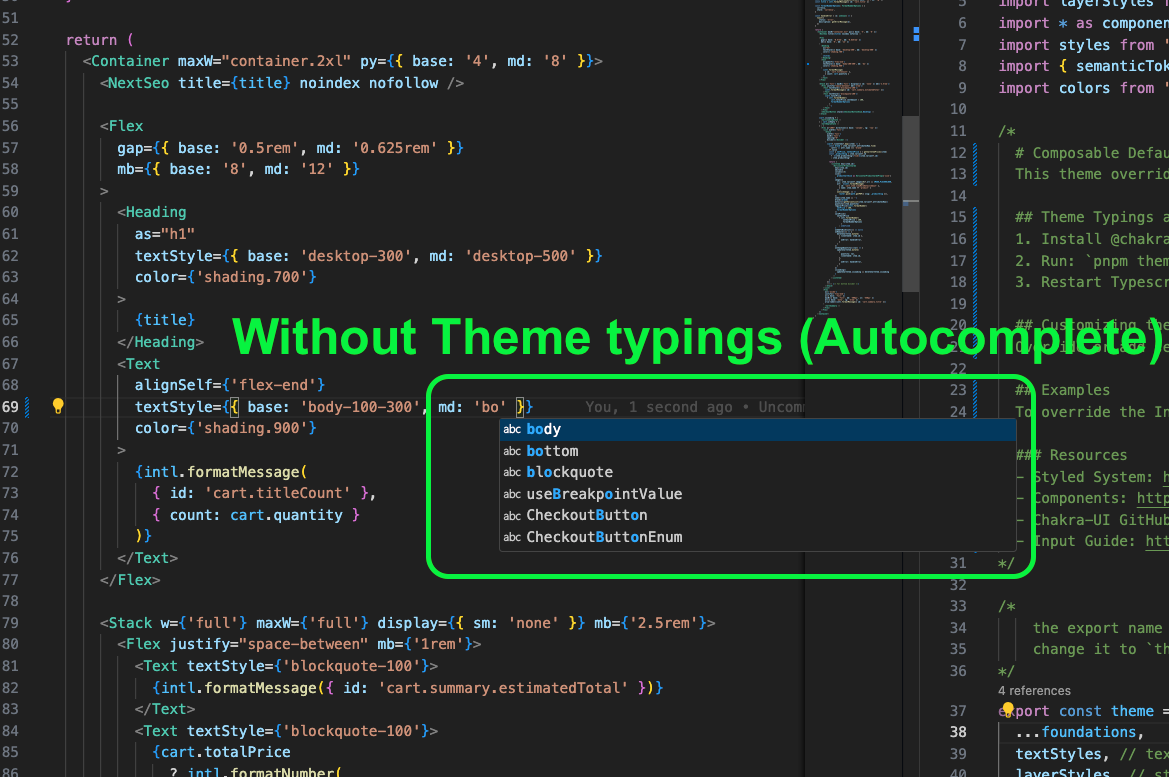 51
52 return (
53 <Container maxW="container.2xl" py={{ base: '4', md: '8' }}>
54 <NextSeo title={title} noindex nofollow />
55
56 <Flex
57 gap={{ base: '0.5rem', md: '0.625rem' }}
58 mb={{ base: '8', md: '12' }}
59 >
60 <Heading
61 as="h1"
62 textStyle={{ base: 'desktop-300', md: 'desktop-500' }}
63 color={'shading.700'}
64 >
65 {title}
66 </Heading>
Without Theme typings (Autocomplete)
67 <Text
68 alignSelf={'flex-end'}
69 textStyle={{ base: 'body-100-300', md: 'bo' }} You, 1 second ago • Uncom
abc body
abc bottom
abc blockquote
abc useBreakpointValue
abc CheckoutButton
abc CheckoutButtonEnum
70 color={'shading.900'}
71 >
72 {intl.formatMessage(
73 { id: 'cart.titleCount' },
74 { count: cart.quantity }
75 )}
76 </Text>
77 </Flex>
78
79 <Stack w={'full'} maxW={'full'} display={{ sm: 'none' }} mb={'2.5rem'}>
80 <Flex justify="space-between" mb={'1rem'}>
81 <Text textStyle={'blockquote-100'}>
82 {intl.formatMessage({ id: 'cart.summary.estimatedTotal' })}
83 </Text>
84 <Text textStyle={'blockquote-100'}>
85 {cart.totalPrice
86 ? intl.formatNumber(
5 import layerStyles
6 import * as componen
7 import styles from '
8 import { semanticTok
9 import colors from '
10
11 /*
12 # Composable Defau
13 This theme overrid
14
15 ## Theme Typings a
16 1. Install @chakra
17 2. Run: `pnpm them
18 3. Restart Typescr
19
20 ## Customizing the
22
23 ## Examples
24 To override the In
### Resources
- Styled System: h
- Components: http
- Chakra-UI GitHub
- Input Guide: htt
31 */
32
33 /*
34 the export name
35 change it to `th
36 */
4 references
37 export const theme =
38 ...foundations,
39 textStyles, // tex
40 layerStyles, // st